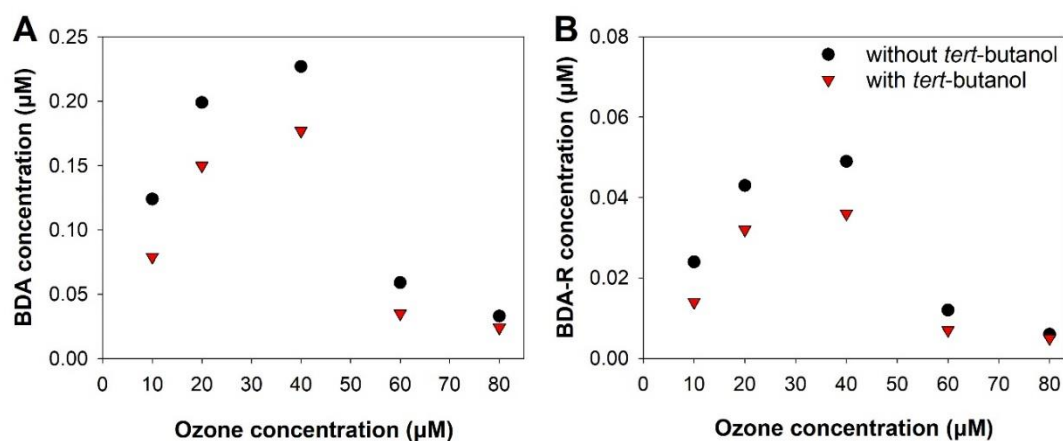 A
BDA concentration (µM)
0.25
0.20
0.15
0.10
0.05
0.00
0 10 20 30 40 50 60 70 80
Ozone concentration (µM)
B
BDA-R concentration (µM)
0.08
0.06
0.04
0.02
0.00
without tert-butanol
with tert-butanol
0 10 20 30 40 50 60 70 80
Ozone concentration (µM)